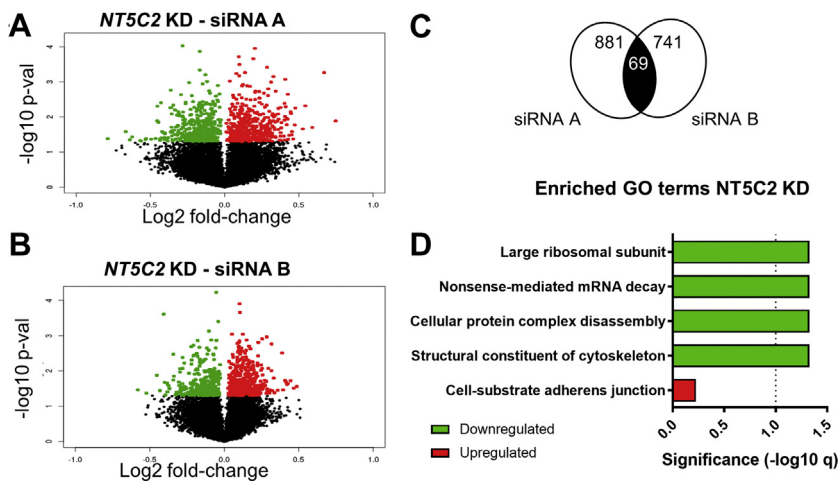 A
NT5C2 KD - siRNA A
-log10 p-val
4
3
2
1
0
-1.0
-0.5
0.0
0.5
1.0
Log2 fold-change
B
NT5C2 KD - siRNA B
-log10 p-val
4
3
2
1
0
-1.0
-0.5
0.0
0.5
1.0
Log2 fold-change
C
881
741
69
siRNA A
siRNA B
Enriched GO terms NT5C2 KD
D
Large ribosomal subunit
Nonsense-mediated mRNA decay
Cellular protein complex disassembly
Structural constituent of cytoskeleton
Cell-substrate adherens junction
0.0
0.5
1.0
1.5
Downregulated
Upregulated
Significance (-log10 q)